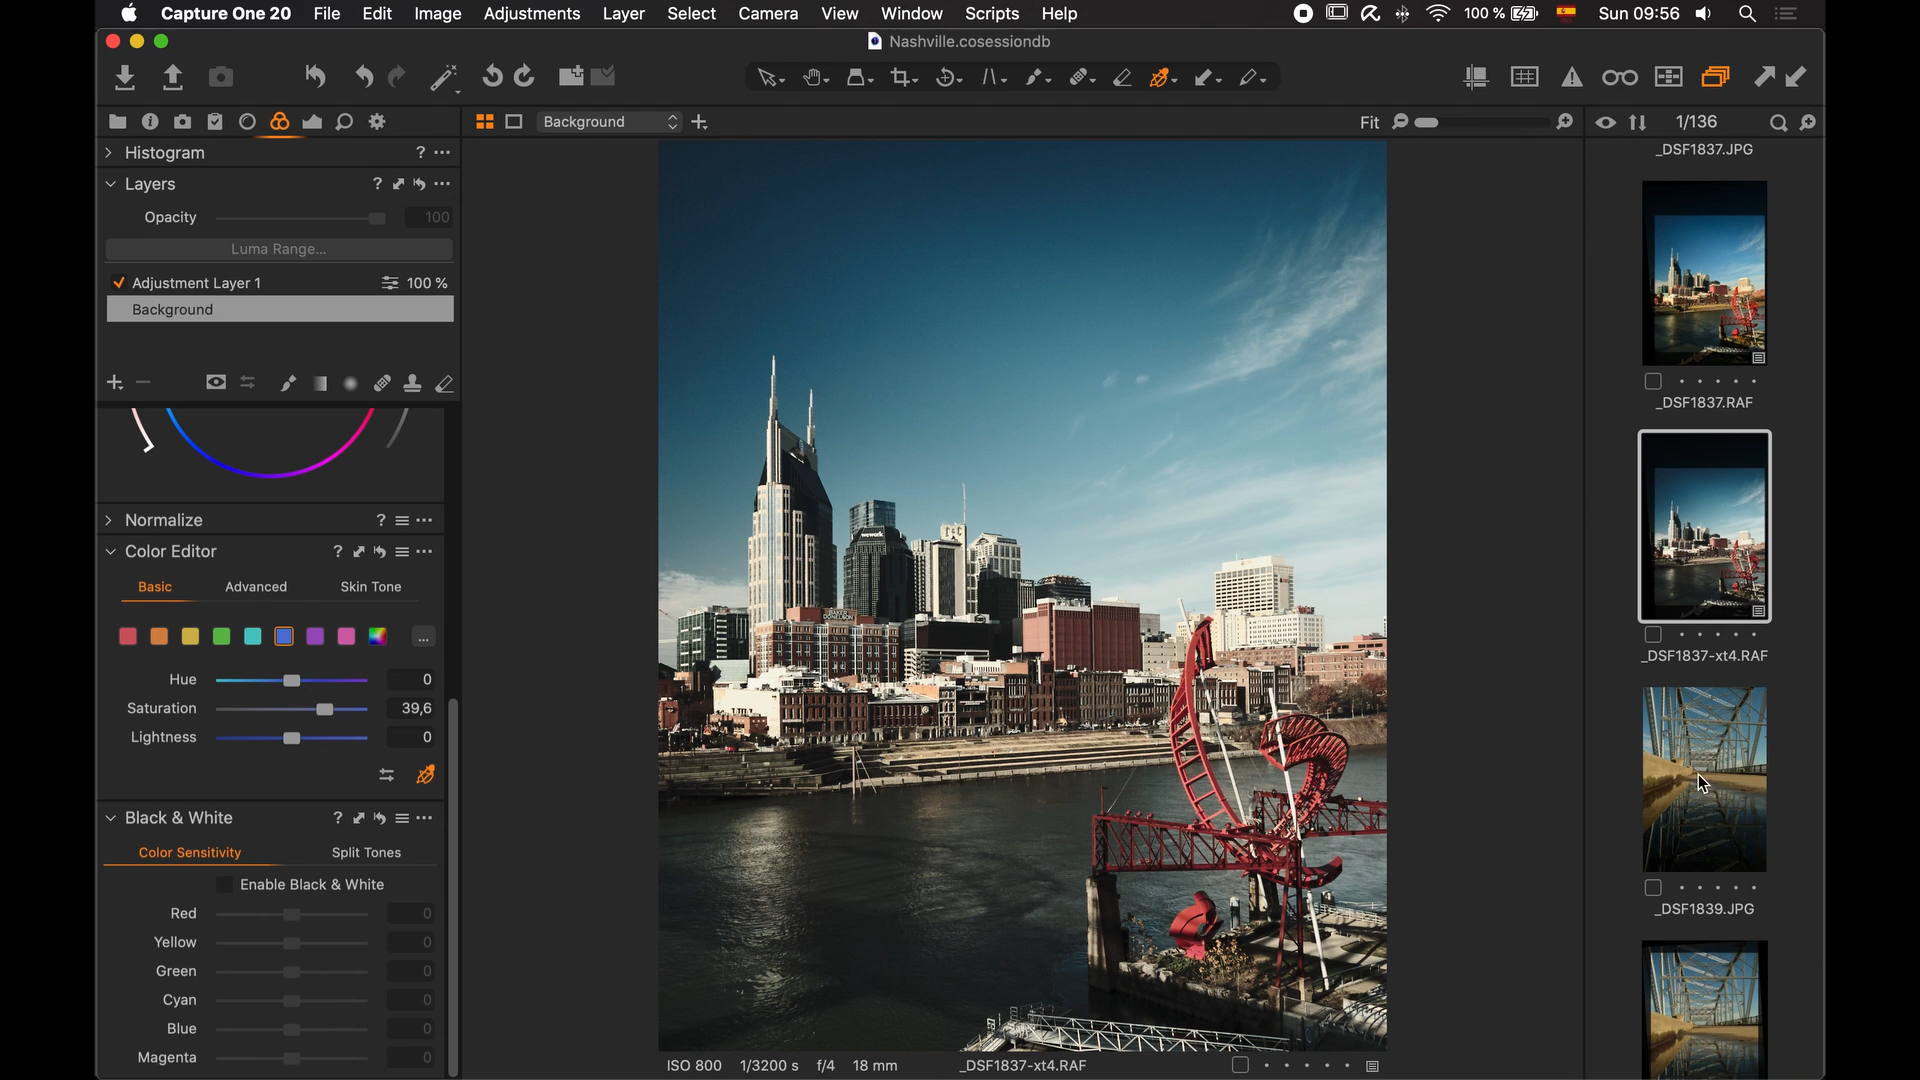 Capture One 20 File Edit Image Adjustments Layer Select Camera View Window Scripts Help 100 % Sun 09:56
Nashville.cosessiondb
Background Fit 1/136
Histogram ? ...
Layers ? ...
Opacity 100
Luma Range...
Adjustment Layer 1 100 %
Background
Normalize ? ...
Color Editor ? ...
Basic Advanced Skin Tone
...
Hue 0
Saturation 39,6
Lightness 0
Black & White ? ...
Color Sensitivity Split Tones
Enable Black & White
Red 0
Yellow 0
Green 0
Cyan 0
Blue 0
Magenta 0
wework
BAKER
DONELSON
ISO 800 1/3200 s f/4 18 mm _DSF1837-xt4.RAF
_DSF1837.JPG
_DSF1837.RAF
_DSF1837-xt4.RAF
_DSF1839.JPG